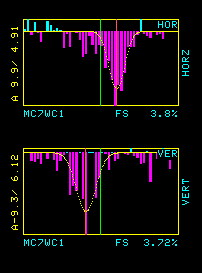 HOR
A 9.9/ 4.91
HORZ
MC7WC1 FS 3.8%
VER
A-9.3/ 6.12
VERT
MC7WC1 FS 3.72%